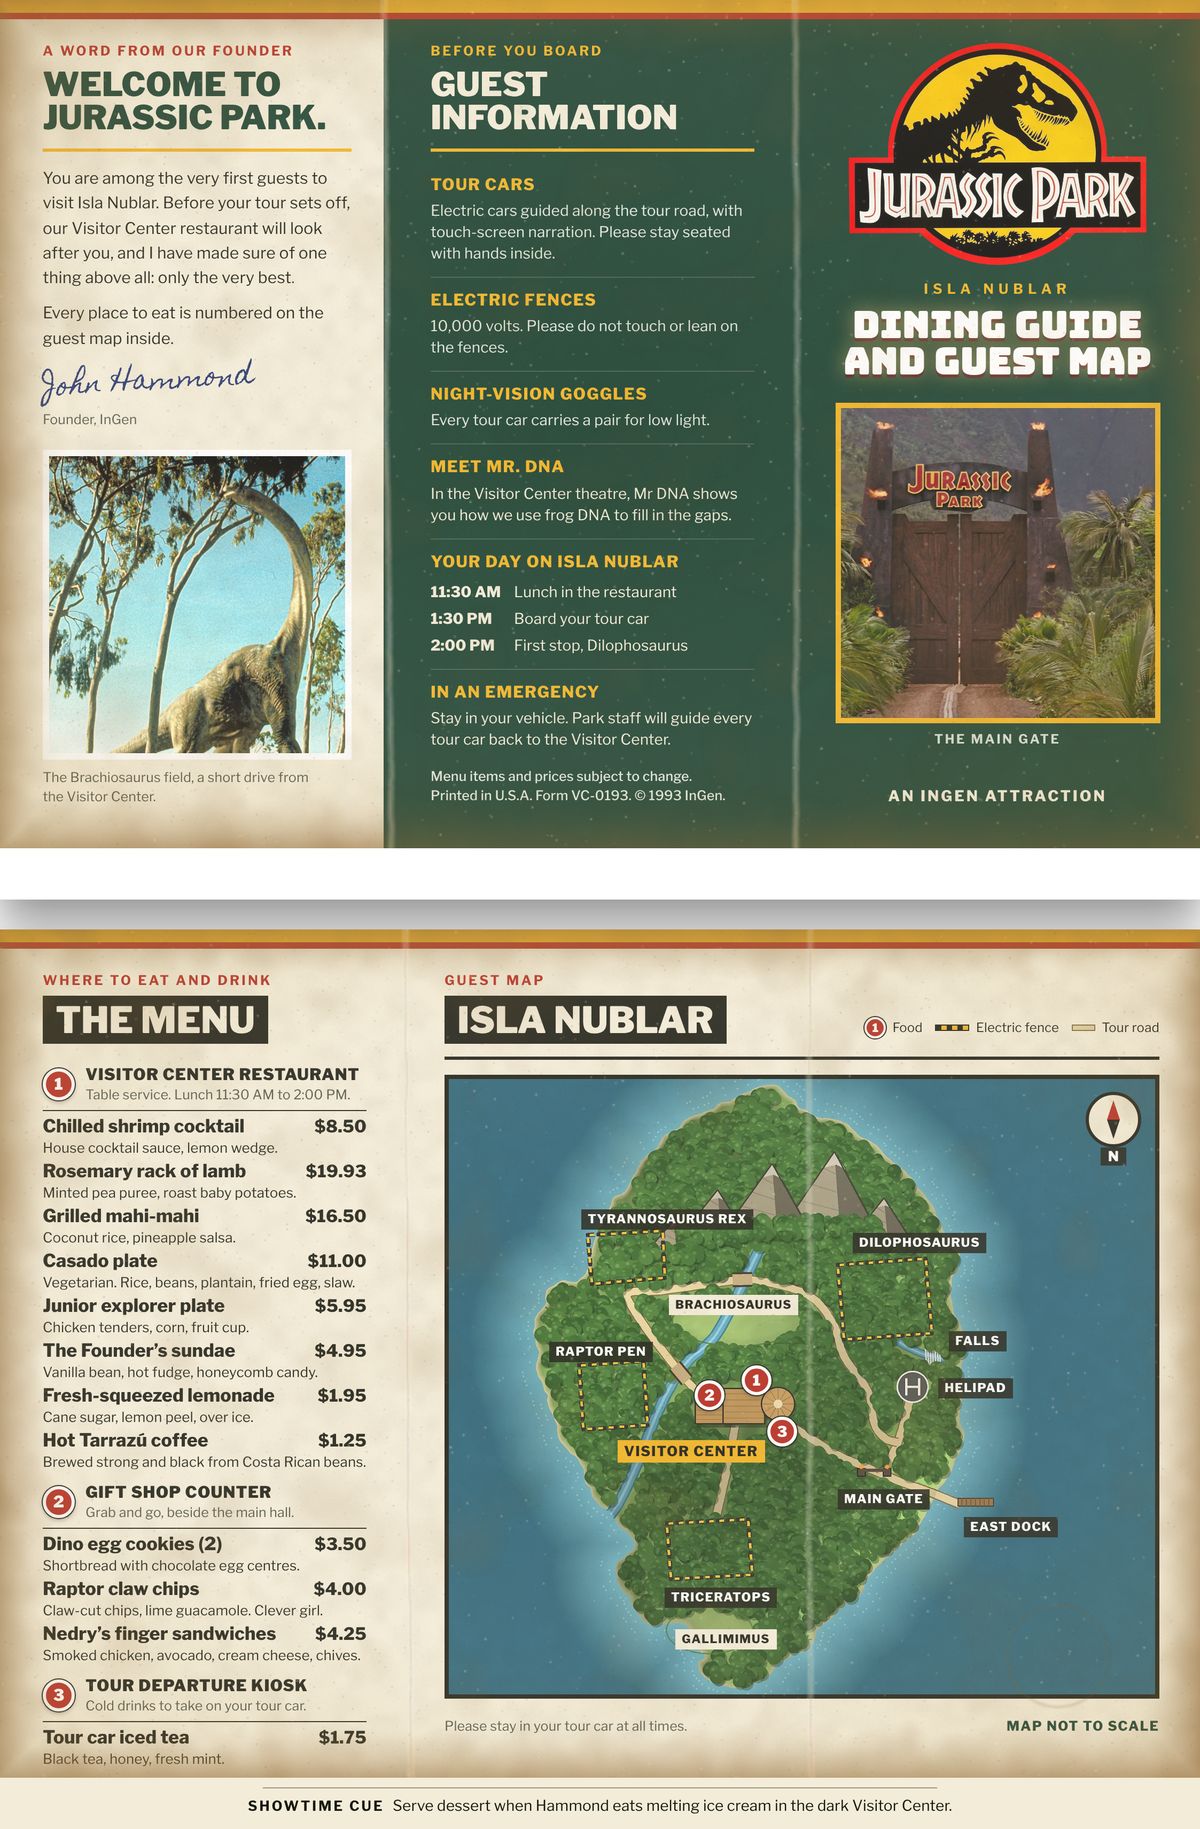 A WORD FROM OUR FOUNDER
WELCOME TO
JURASSIC PARK.
You are among the very first guests to
visit Isla Nublar. Before your tour sets off,
our Visitor Center restaurant will look
after you, and I have made sure of one
thing above all: only the very best.
Every place to eat is numbered on the
guest map inside.
John Hammond
Founder, InGen
The Brachiosaurus field, a short drive from
the Visitor Center.
BEFORE YOU BOARD
GUEST
INFORMATION
TOUR CARS
Electric cars guided along the tour road, with
touch-screen narration. Please stay seated
with hands inside.
ELECTRIC FENCES
10,000 volts. Please do not touch or lean on
the fences.
NIGHT-VISION GOGGLES
Every tour car carries a pair for low light.
MEET MR. DNA
In the Visitor Center theatre, Mr DNA shows
you how we use frog DNA to fill in the gaps.
YOUR DAY ON ISLA NUBLAR
11:30 AM Lunch in the restaurant
1:30 PM Board your tour car
2:00 PM First stop, Dilophosaurus
IN AN EMERGENCY
Stay in your vehicle. Park staff will guide every
tour car back to the Visitor Center.
Menu items and prices subject to change.
Printed in U.S.A. Form VC-0193. © 1993 InGen.
JURASSIC PARK
ISLA NUBLAR
DINING GUIDE
AND GUEST MAP
JURASSIC
PARK
THE MAIN GATE
AN INGEN ATTRACTION
WHERE TO EAT AND DRINK
THE MENU
1 VISITOR CENTER RESTAURANT
Table service. Lunch 11:30 AM to 2:00 PM.
Chilled shrimp cocktail $8.50
House cocktail sauce, lemon wedge.
Rosemary rack of lamb $19.93
Minted pea puree, roast baby potatoes.
Grilled mahi-mahi $16.50
Coconut rice, pineapple salsa.
Casado plate $11.00
Vegetarian. Rice, beans, plantain, fried egg, slaw.
Junior explorer plate $5.95
Chicken tenders, corn, fruit cup.
The Founder's sundae $4.95
Vanilla bean, hot fudge, honeycomb candy.
Fresh-squeezed lemonade $1.95
Cane sugar, lemon peel, over ice.
Hot Tarrazú coffee $1.25
Brewed strong and black from Costa Rican beans.
2 GIFT SHOP COUNTER
Grab and go, beside the main hall.
Dino egg cookies (2) $3.50
Shortbread with chocolate egg centres.
Raptor claw chips $4.00
Claw-cut chips, lime guacamole. Clever girl.
Nedry's finger sandwiches $4.25
Smoked chicken, avocado, cream cheese, chives.
3 TOUR DEPARTURE KIOSK
Cold drinks to take on your tour car.
Tour car iced tea $1.75
Black tea, honey, fresh mint.
GUEST MAP
ISLA NUBLAR
1 Food Electric fence Tour road
N
TYRANNOSAURUS REX
DILOPHOSAURUS
BRACHIOSAURUS
FALLS
RAPTOR PEN
H HELIPAD
1
2
3
VISITOR CENTER
MAIN GATE
EAST DOCK
TRICERATOPS
GALLIMIMUS
Please stay in your tour car at all times.
MAP NOT TO SCALE
SHOWTIME CUE Serve dessert when Hammond eats melting ice cream in the dark Visitor Center.